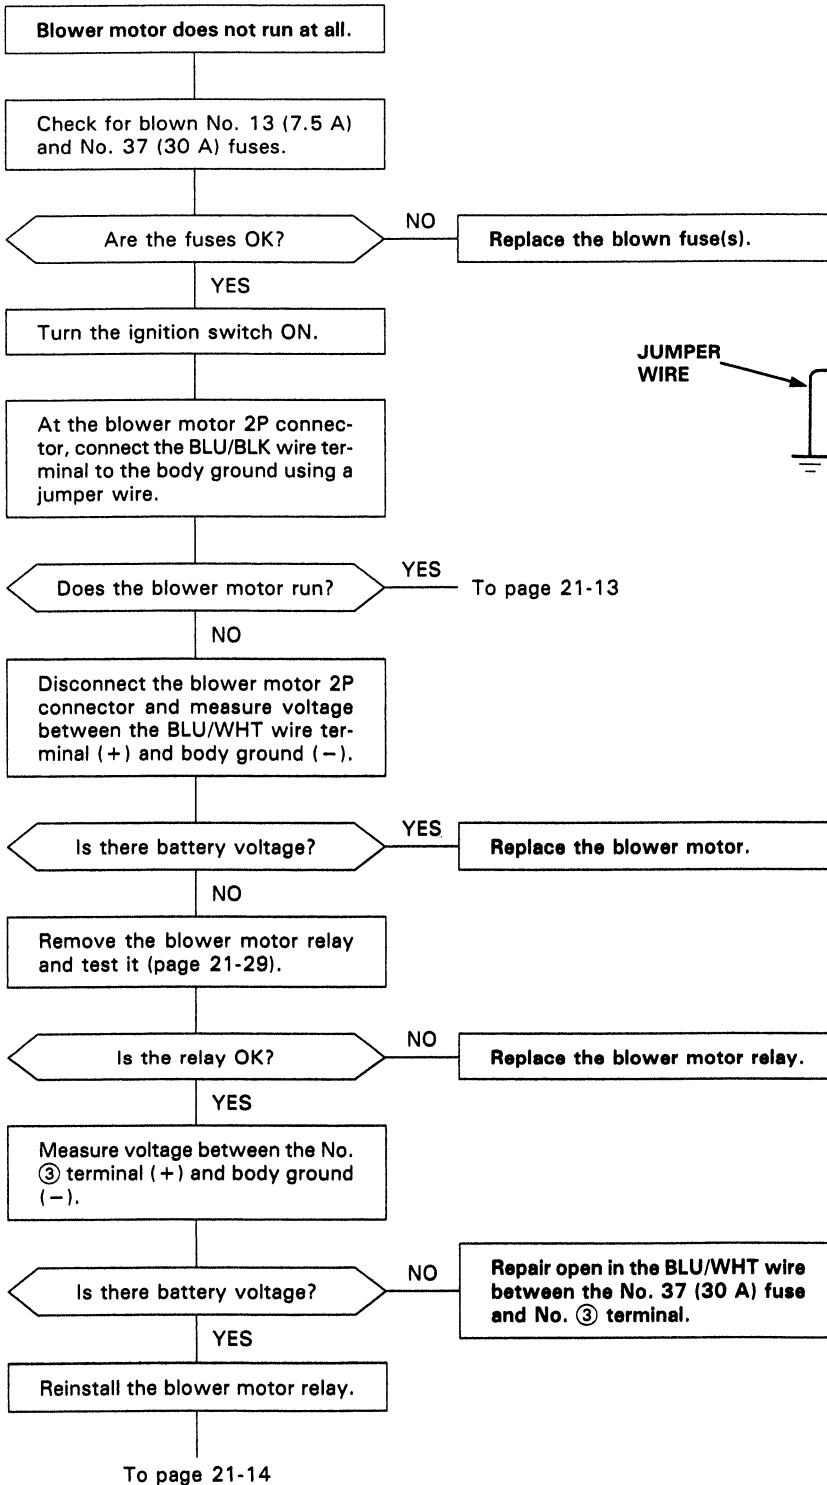 Blower motor does not run at all.
Check for blown No. 13 (7.5 A)
and No. 37 (30 A) fuses.
Are the fuses OK?
NO
Replace the blown fuse(s).
YES
Turn the ignition switch ON.
JUMPER
WIRE
At the blower motor 2P connec-
tor, connect the BLU/BLK wire ter-
minal to the body ground using a
jumper wire.
Does the blower motor run?
YES
To page 21-13
NO
Disconnect the blower motor 2P
connector and measure voltage
between the BLU/WHT wire ter-
minal (+) and body ground (−).
Is there battery voltage?
YES
Replace the blower motor.
NO
Remove the blower motor relay
and test it (page 21-29).
Is the relay OK?
NO
Replace the blower motor relay.
YES
Measure voltage between the No.
③ terminal (+) and body ground
(−).
Is there battery voltage?
NO
Repair open in the BLU/WHT wire
between the No. 37 (30 A) fuse
and No. ③ terminal.
YES
Reinstall the blower motor relay.
To page 21-14